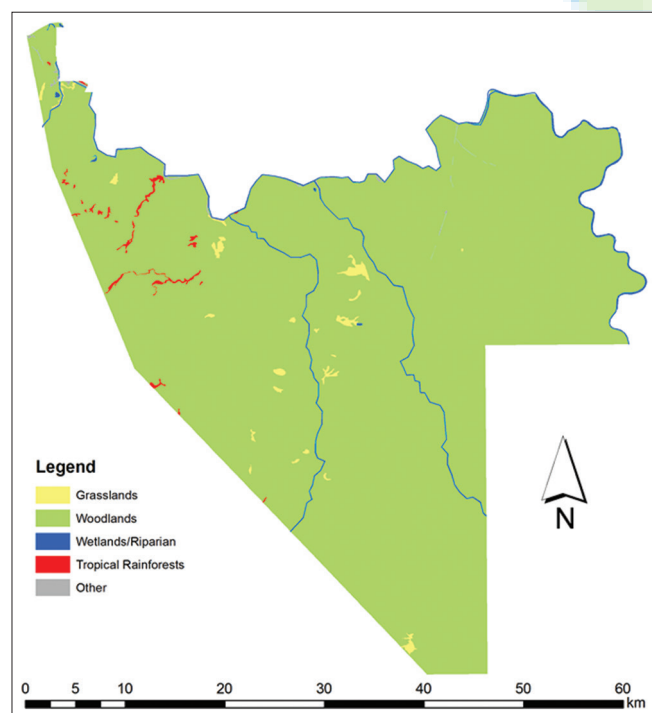 Legend
Grasslands
Woodlands
Wetlands/Riparian
Tropical Rainforests
Other
N
0 5 10 20 30 40 50 60
km